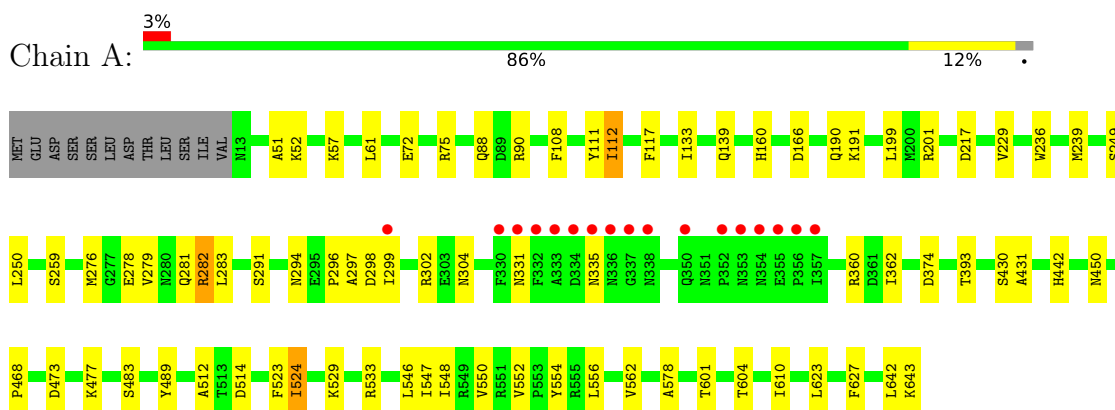 3%
Chain A:
86% 12%
MET GLU ASP SER SER LEU ASP THR LEU SER ILE VAL N13 A51 K52 K57 L61 E72 R75 Q88 D89 R90 F108 Y111 I112 F117 I133 Q139 H160 D166 Q190 K191 L199 M200 R201 D217 V229 W236 M239 S249
L250 S259 M276 G277 E278 V279 N280 Q281 R282 L283 S291 N294 E295 P296 A297 D298 I299 R302 E303 N304 F330 N331 F332 A333 D334 N335 N336 G337 N338 Q350 N351 P352 N353 N354 E355 P356 I357 R360 D361 I362 D374 T393 S430 A431 H442 N450
P468 D473 K477 S483 Y489 A512 T513 D514 F523 I524 K529 R533 L546 I547 I548 R549 V550 R551 V552 P553 Y554 R555 L556 V562 A578 T601 T604 I610 L623 F627 L642 K643